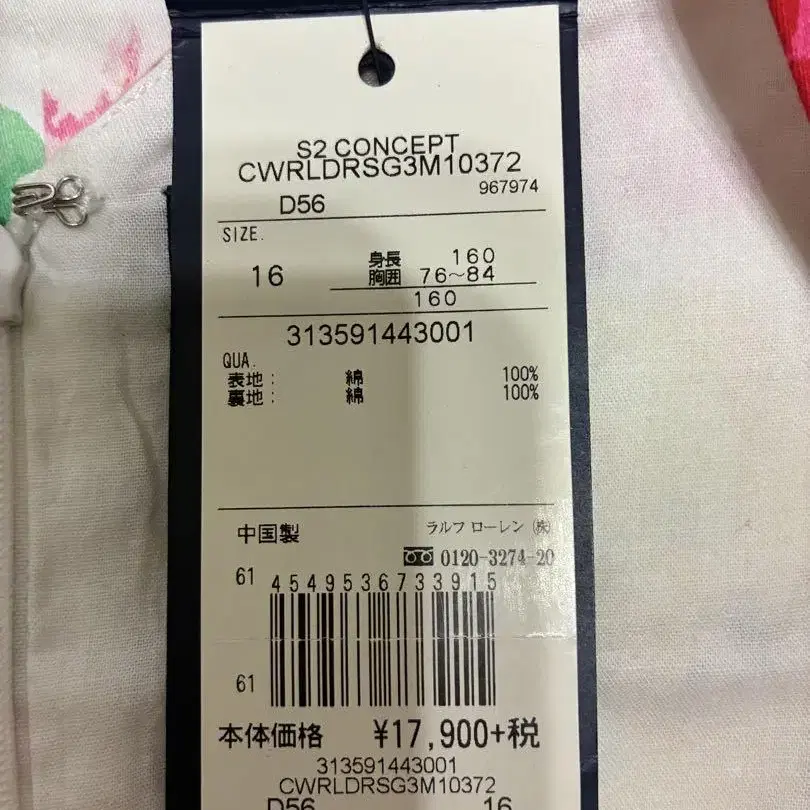 S2 CONCEPT
CWRLDRSG3M10372
967974
D56
SIZE.
16
身長 160
胸囲 76～84
160
313591443001
QUA.
表地: 綿 100%
裏地: 綿 100%
中国製
ラルフ ローレン (株)
0120-3274-20
61
4549536733915
61
本体価格 ¥17,900+税
313591443001
CWRLDRSG3M10372
D56 16